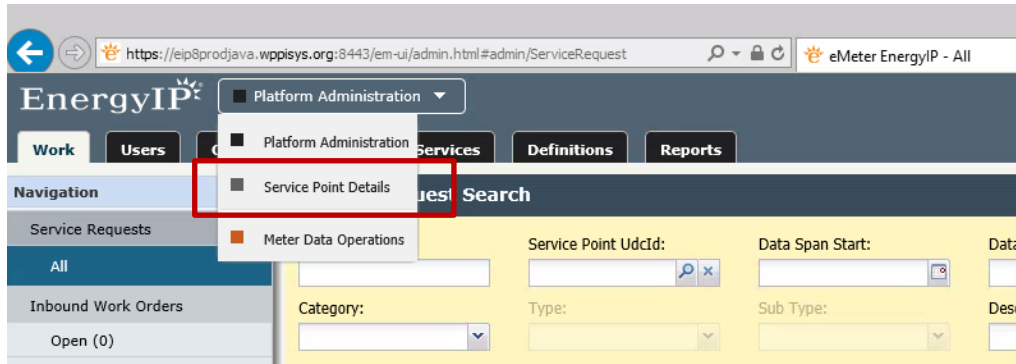 https://eip8prodjava.wppisys.org:8443/em-ui/admin.html#admin/ServiceRequest
eMeter EnergyIP - All
EnergyIP
Platform Administration
Work
Users
Services
Definitions
Reports
Platform Administration
Service Point Details
Meter Data Operations
Navigation
Search
Service Requests
All
Inbound Work Orders
Open (0)
Service Point UdcId:
Data Span Start:
Category:
Type:
Sub Type: